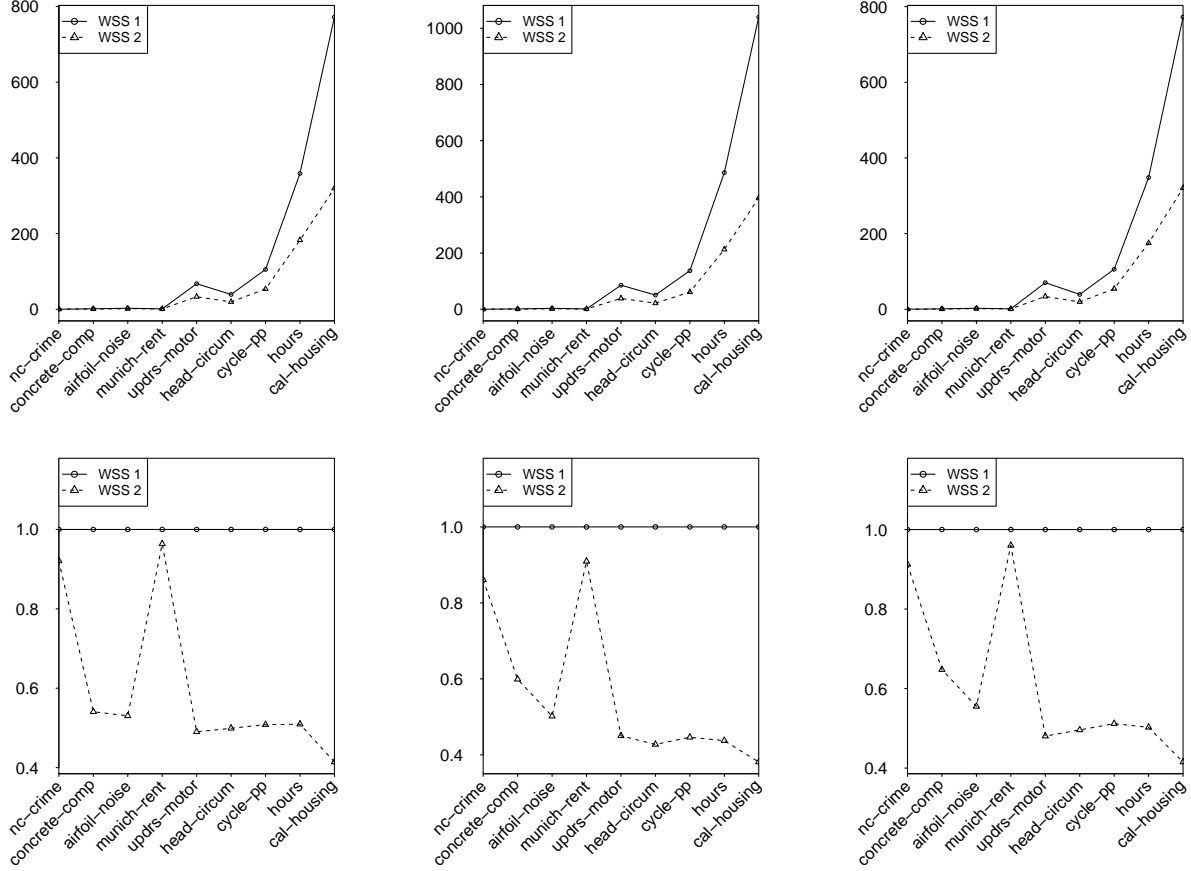 WSS 1
WSS 2
800
600
400
200
0
nc−crime
concrete−comp
airfoil−noise
munich−rent
updrs−motor
head−circum
cycle−pp
hours
cal−housing
WSS 1
WSS 2
1000
800
600
400
200
0
nc−crime
concrete−comp
airfoil−noise
munich−rent
updrs−motor
head−circum
cycle−pp
hours
cal−housing
WSS 1
WSS 2
800
600
400
200
0
nc−crime
concrete−comp
airfoil−noise
munich−rent
updrs−motor
head−circum
cycle−pp
hours
cal−housing
WSS 1
WSS 2
1.0
0.8
0.6
0.4
nc−crime
concrete−comp
airfoil−noise
munich−rent
updrs−motor
head−circum
cycle−pp
hours
cal−housing
WSS 1
WSS 2
1.0
0.8
0.6
0.4
nc−crime
concrete−comp
airfoil−noise
munich−rent
updrs−motor
head−circum
cycle−pp
hours
cal−housing
WSS 1
WSS 2
1.0
0.8
0.6
0.4
nc−crime
concrete−comp
airfoil−noise
munich−rent
updrs−motor
head−circum
cycle−pp
hours
cal−housing